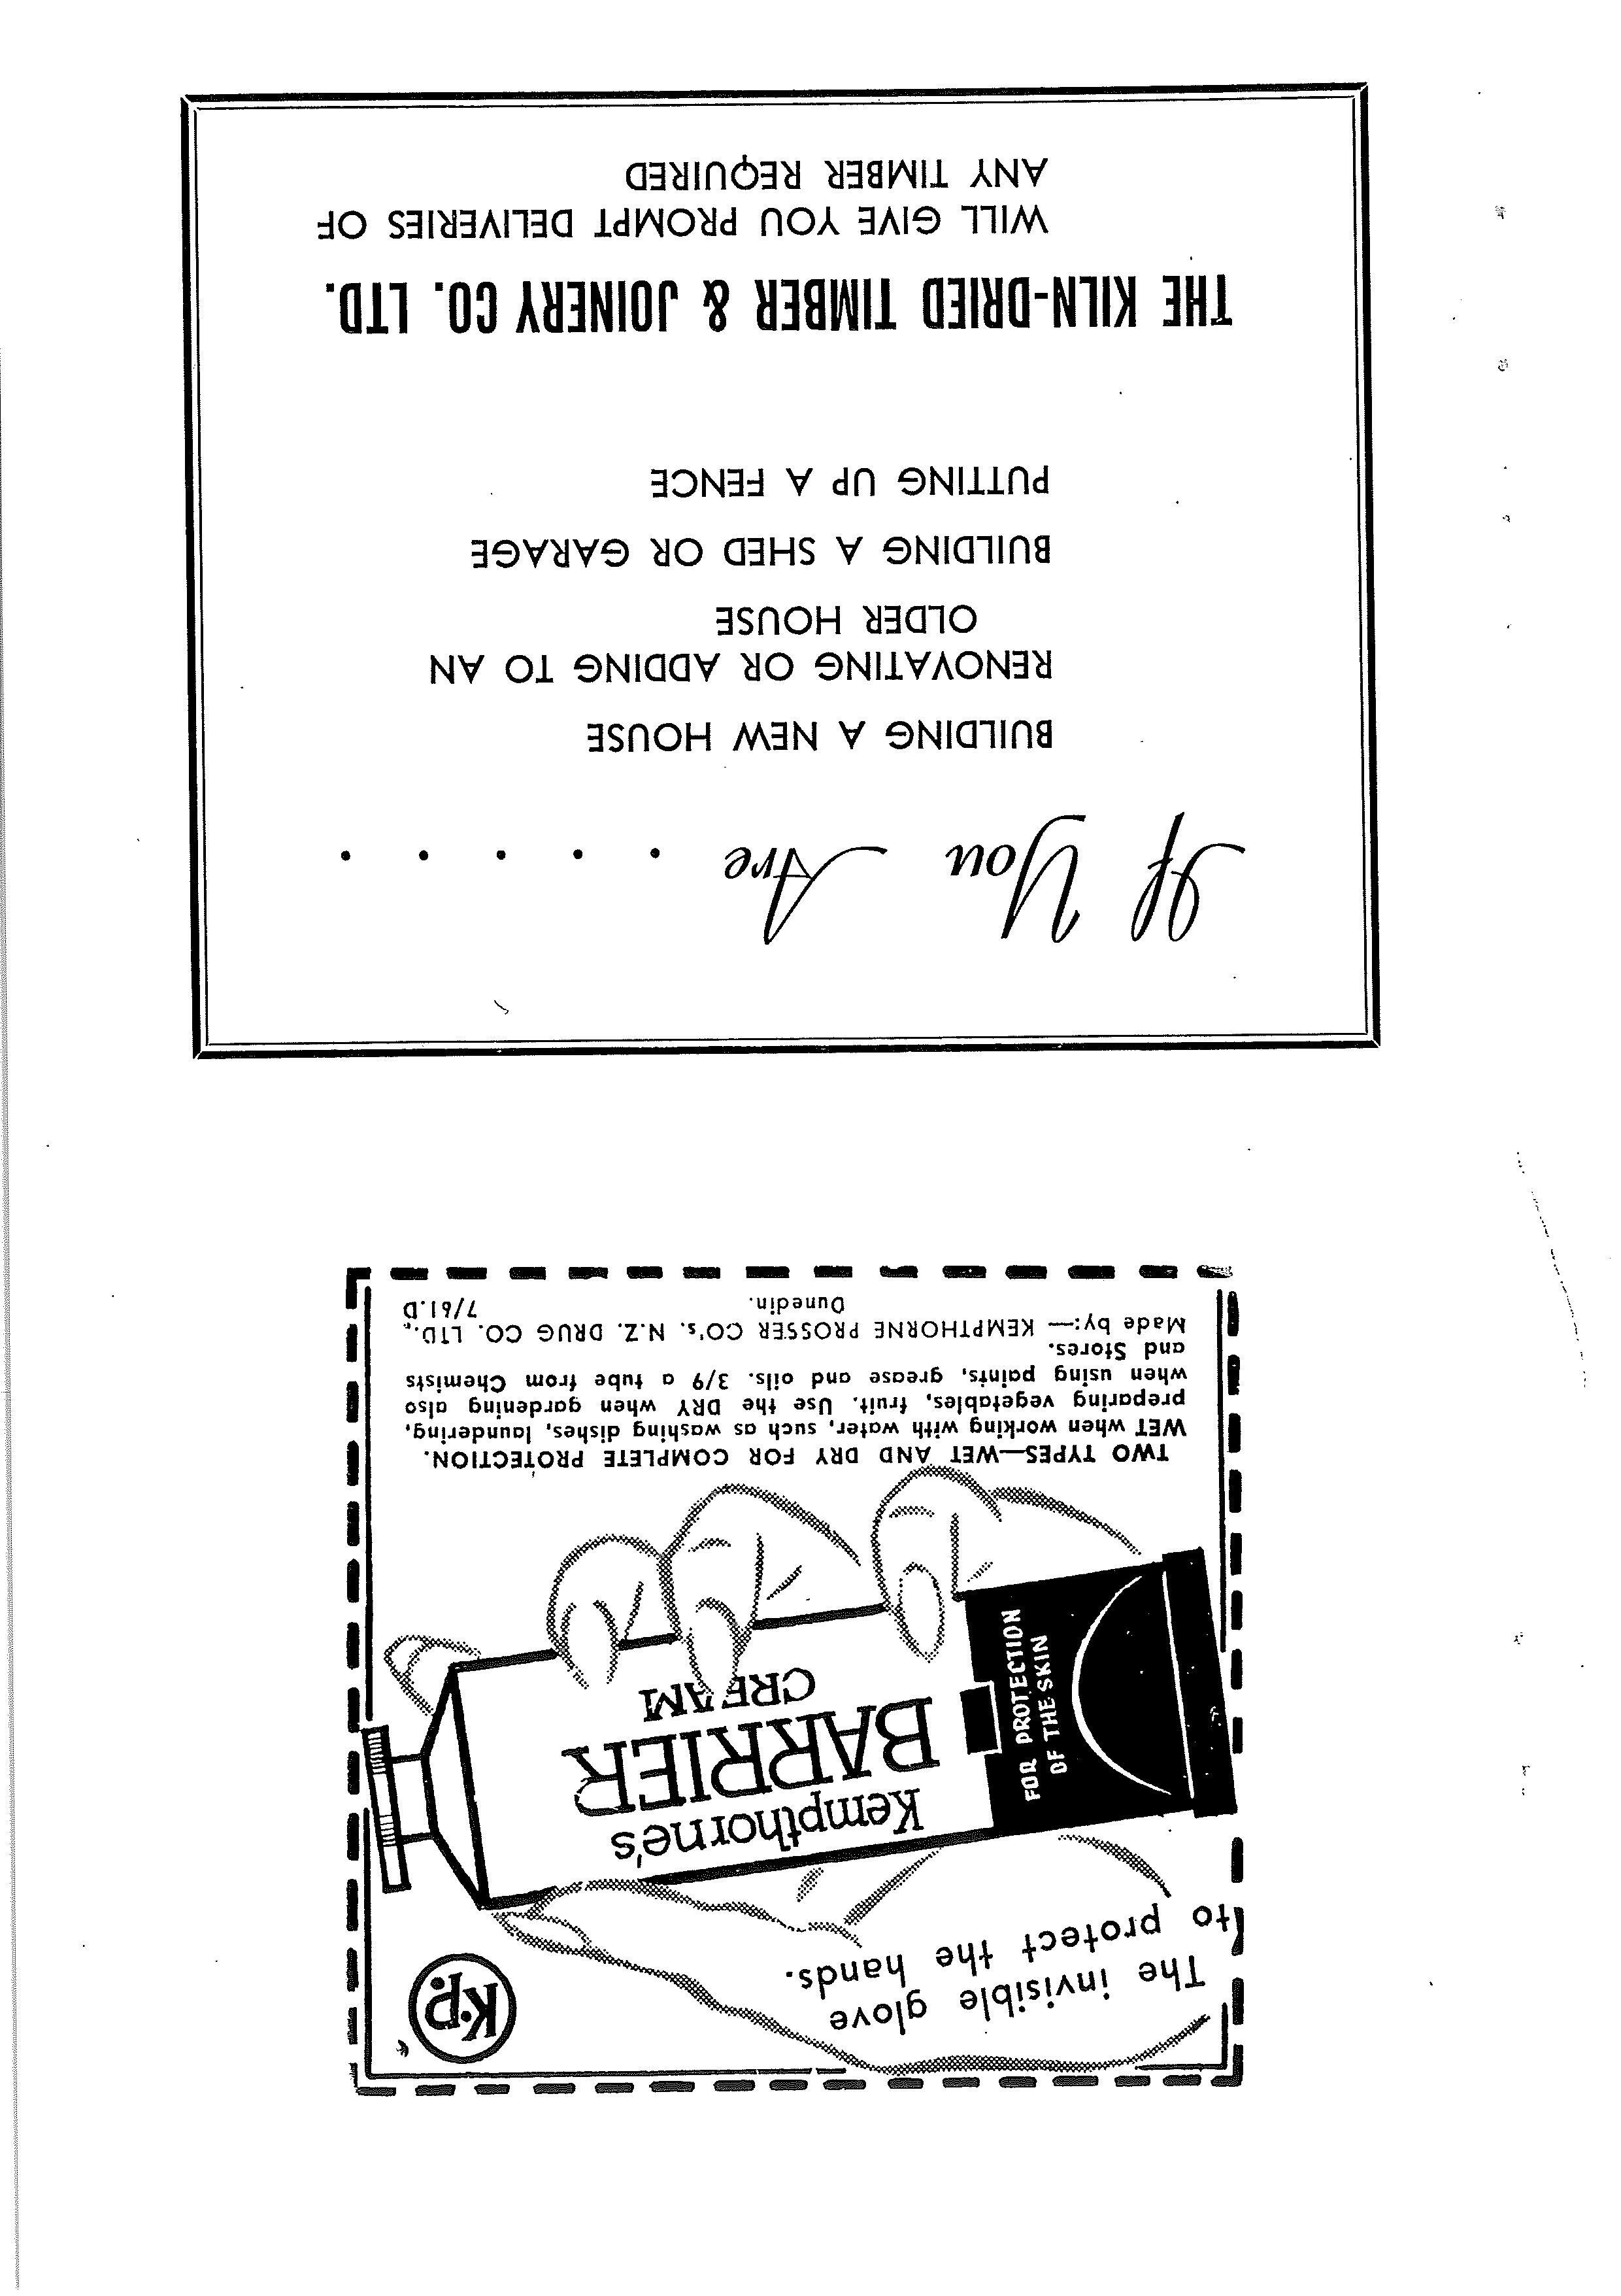 The invisible glove
to protect the hands.
K.P.
Kempthorne's
BARRIER
CREAM
FOR PROTECTION
OF THE SKIN
TWO TYPES—WET AND DRY FOR COMPLETE PROTECTION.
WET when working with water, such as washing dishes, laundering,
preparing vegetables, fruit. Use the DRY when gardening also
when using paints, grease and oils. 3/9 a tube from Chemists
and Stores.
Made by:— KEMPTHORNE PROSSER CO's. N.Z. DRUG CO. LTD.,
Dunedin. 7/61.D
If You Are . . . . .
BUILDING A NEW HOUSE
RENOVATING OR ADDING TO AN
OLDER HOUSE
BUILDING A SHED OR GARAGE
PUTTING UP A FENCE
THE KILN-DRIED TIMBER & JOINERY CO. LTD.
WILL GIVE YOU PROMPT DELIVERIES OF
ANY TIMBER REQUIRED